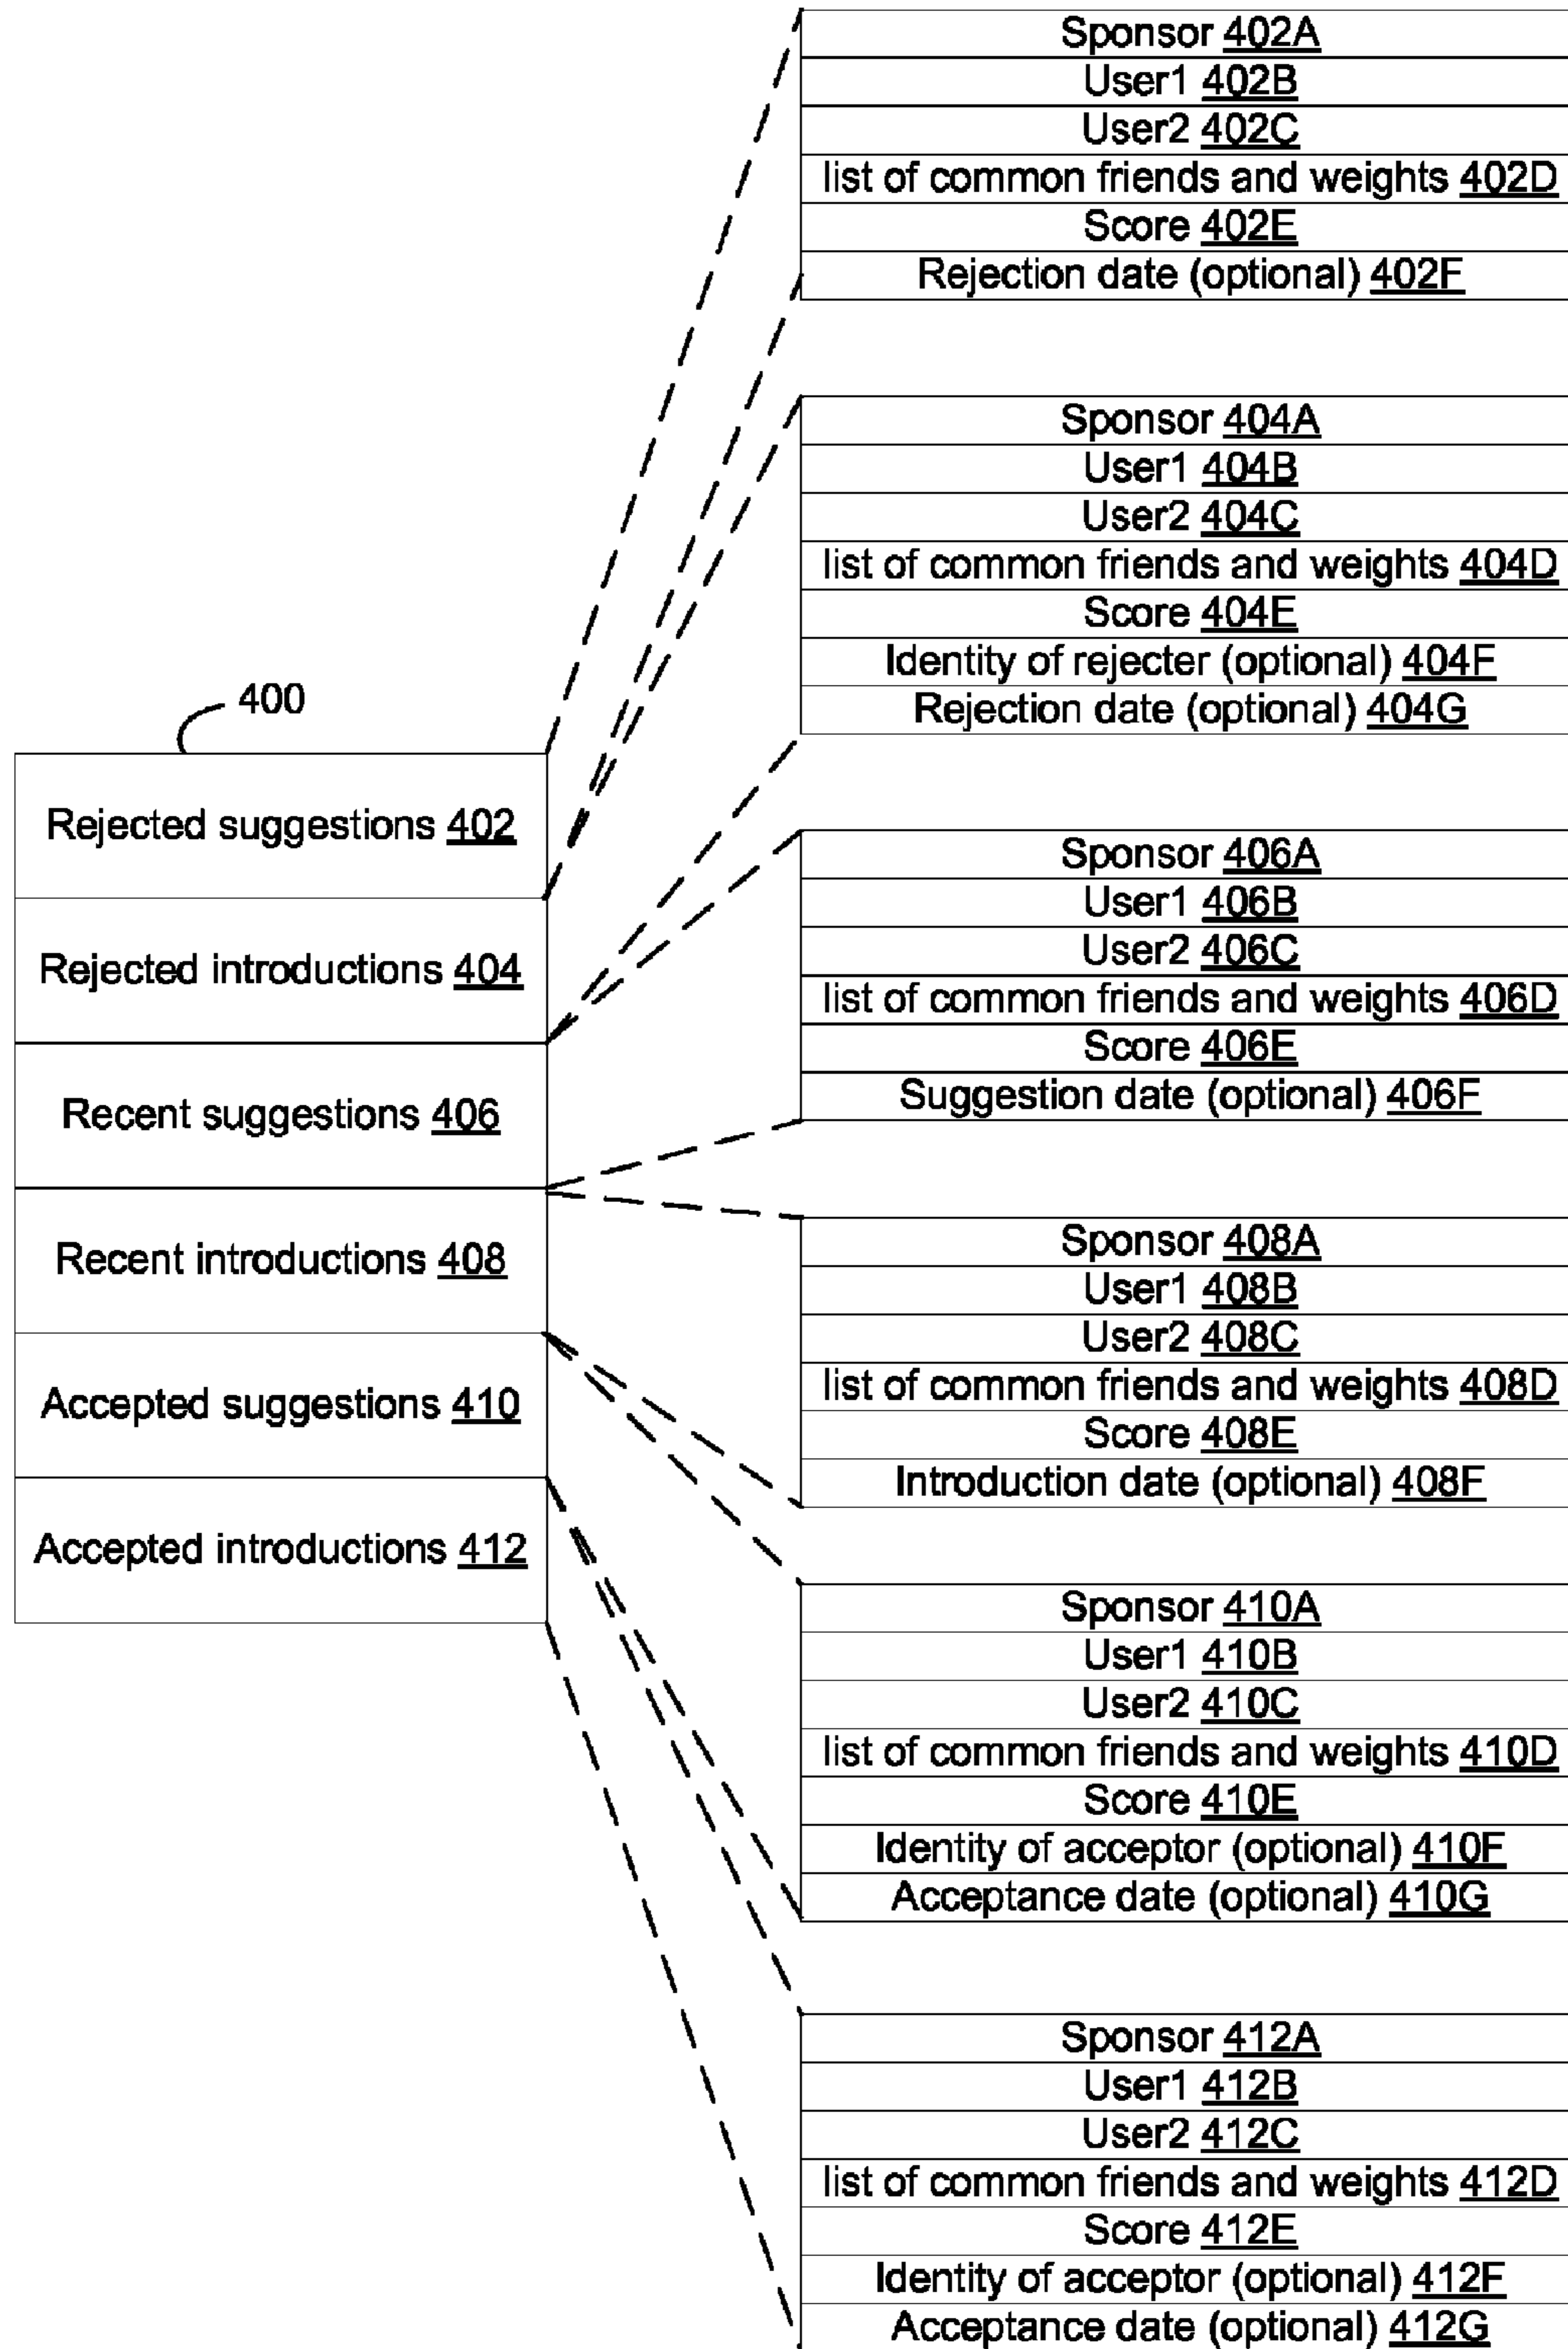 400
Rejected suggestions 402
Rejected introductions 404
Recent suggestions 406
Recent introductions 408
Accepted suggestions 410
Accepted introductions 412
Sponsor 402A
User1 402B
User2 402C
list of common friends and weights 402D
Score 402E
Rejection date (optional) 402F
Sponsor 404A
User1 404B
User2 404C
list of common friends and weights 404D
Score 404E
Identity of rejecter (optional) 404F
Rejection date (optional) 404G
Sponsor 406A
User1 406B
User2 406C
list of common friends and weights 406D
Score 406E
Suggestion date (optional) 406F
Sponsor 408A
User1 408B
User2 408C
list of common friends and weights 408D
Score 408E
Introduction date (optional) 408F
Sponsor 410A
User1 410B
User2 410C
list of common friends and weights 410D
Score 410E
Identity of acceptor (optional) 410F
Acceptance date (optional) 410G
Sponsor 412A
User1 412B
User2 412C
list of common friends and weights 412D
Score 412E
Identity of acceptor (optional) 412F
Acceptance date (optional) 412G